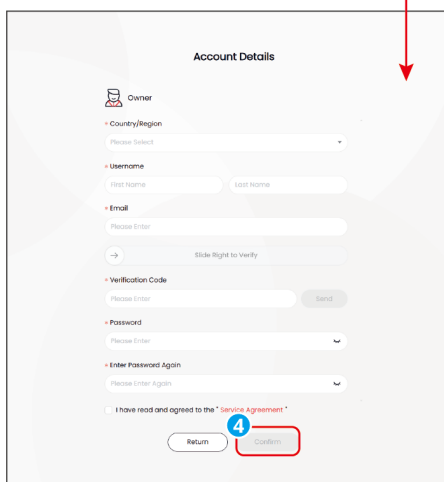 Account Details
Owner
* Country/Region
Please Select
* Username
First Name Last Name
* Email
Please Enter
Slide Right to Verify
* Verification Code
Please Enter Send
* Password
Please Enter
* Enter Password Again
Please Enter Again
I have read and agreed to the " Service Agreement "
4
Return Confirm